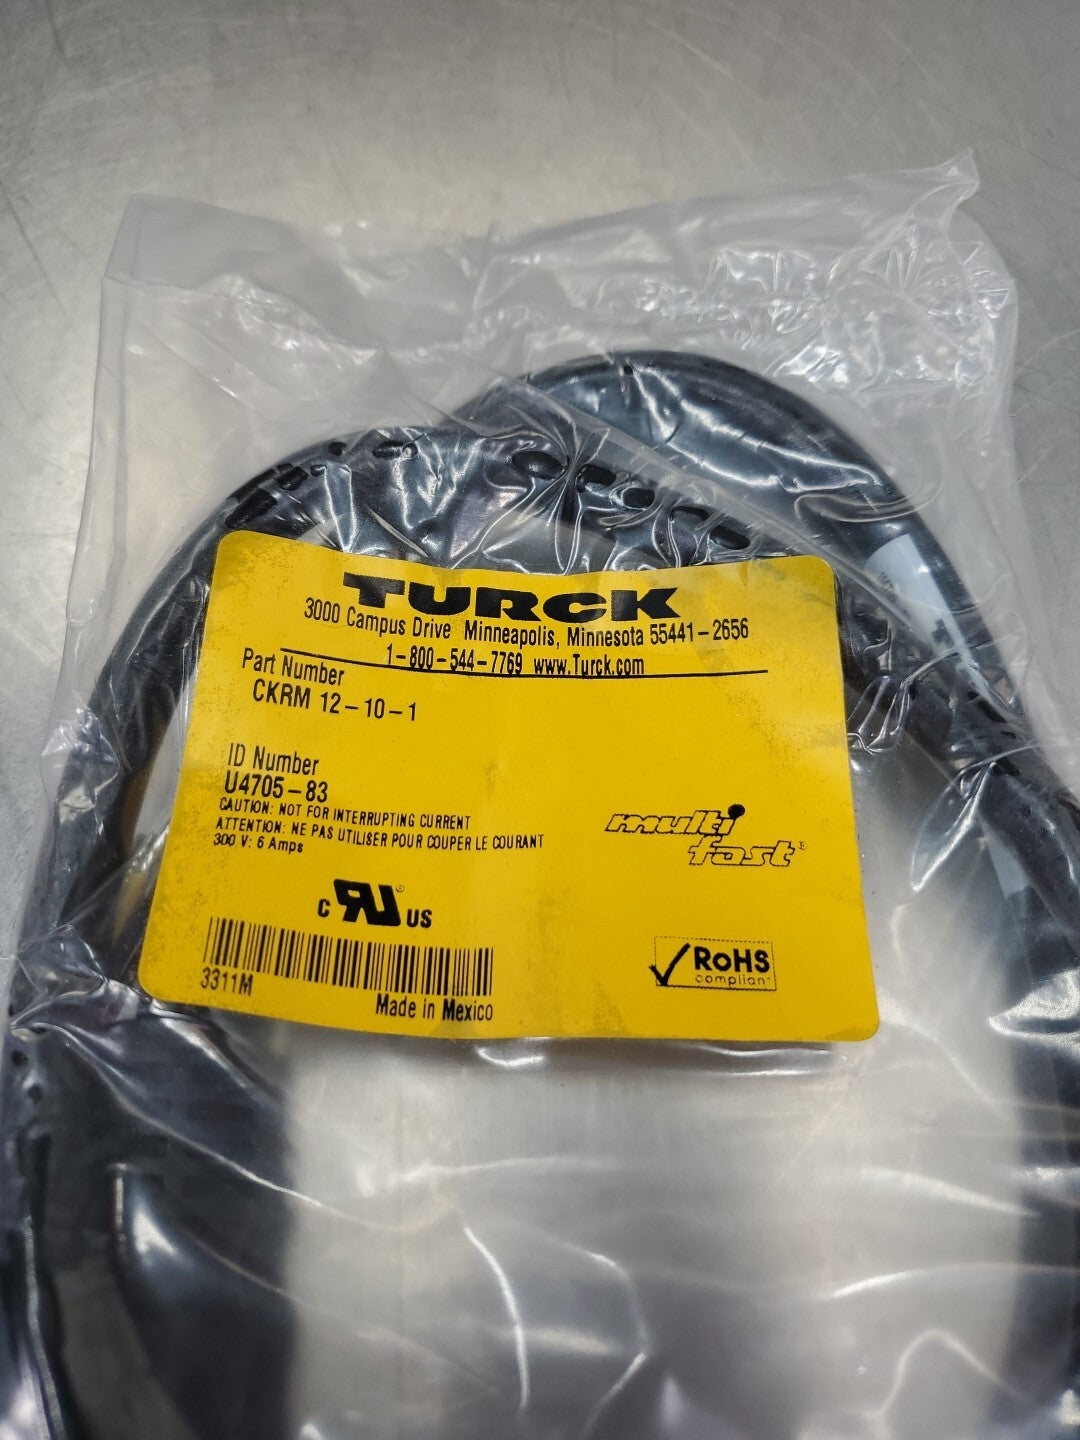 TURCK
3000 Campus Drive Minneapolis, Minnesota 55441-2656
1-800-544-7769 www.Turck.com
Part Number
CKRM 12-10-1
ID Number
U4705-83
CAUTION: NOT FOR INTERRUPTING CURRENT
ATTENTION: NE PAS UTILISER POUR COUPER LE COURANT
300 V: 6 Amps
multi
fast®
c RU® US
RoHS
compliant
3311M
Made in Mexico